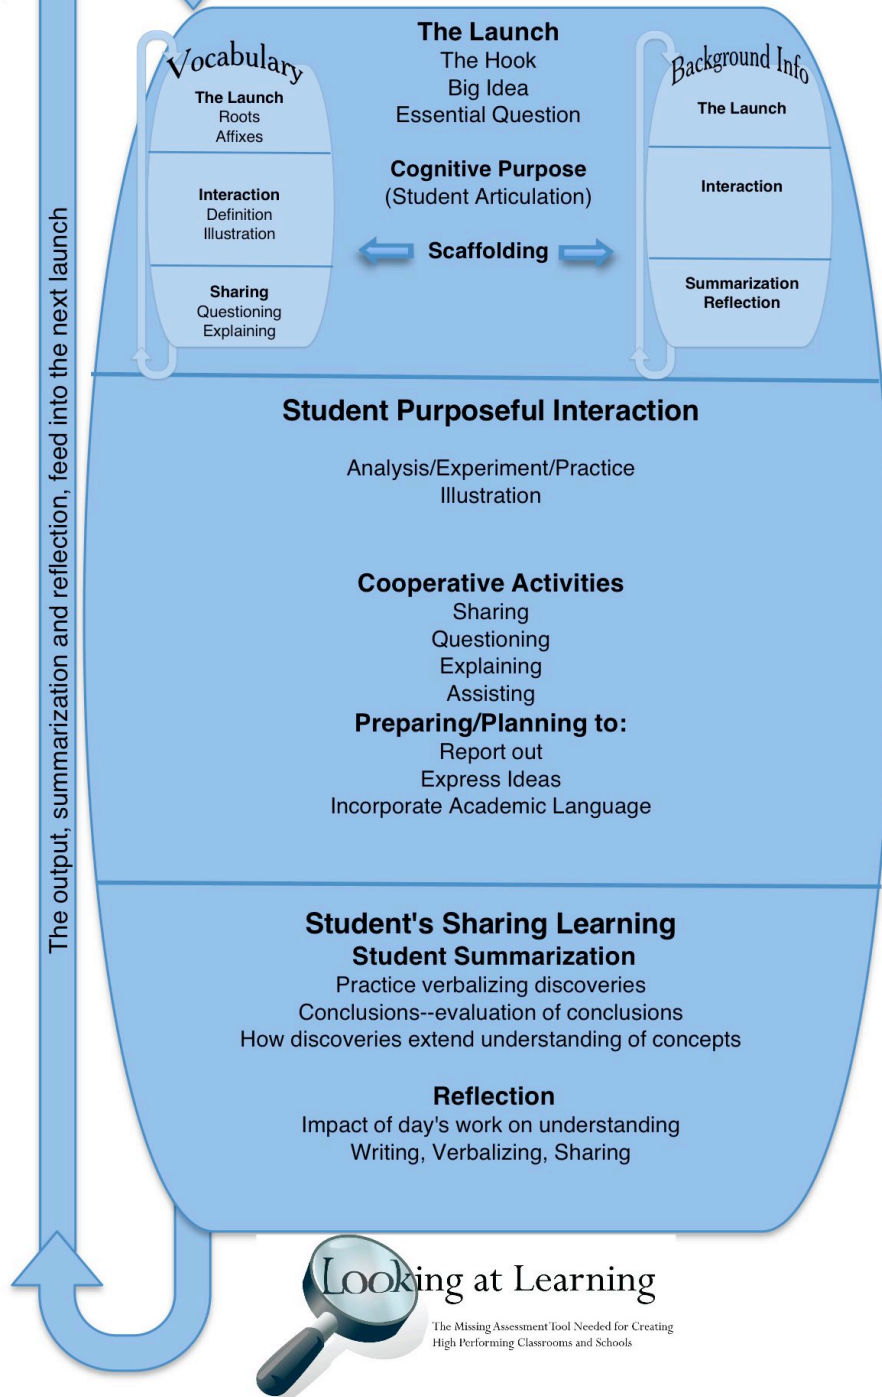 The output, summarization and reflection, feed into the next launch
Vocabulary
The Launch
Roots
Affixes
Interaction
Definition
Illustration
Sharing
Questioning
Explaining
The Launch
The Hook
Big Idea
Essential Question
Cognitive Purpose
(Student Articulation)
Scaffolding
Background Info
The Launch
Interaction
Summarization
Reflection
Student Purposeful Interaction
Analysis/Experiment/Practice
Illustration
Cooperative Activities
Sharing
Questioning
Explaining
Assisting
Preparing/Planning to:
Report out
Express Ideas
Incorporate Academic Language
Student's Sharing Learning
Student Summarization
Practice verbalizing discoveries
Conclusions--evaluation of conclusions
How discoveries extend understanding of concepts
Reflection
Impact of day's work on understanding
Writing, Verbalizing, Sharing
Looking at Learning
The Missing Assessment Tool Needed for Creating
High Performing Classrooms and Schools